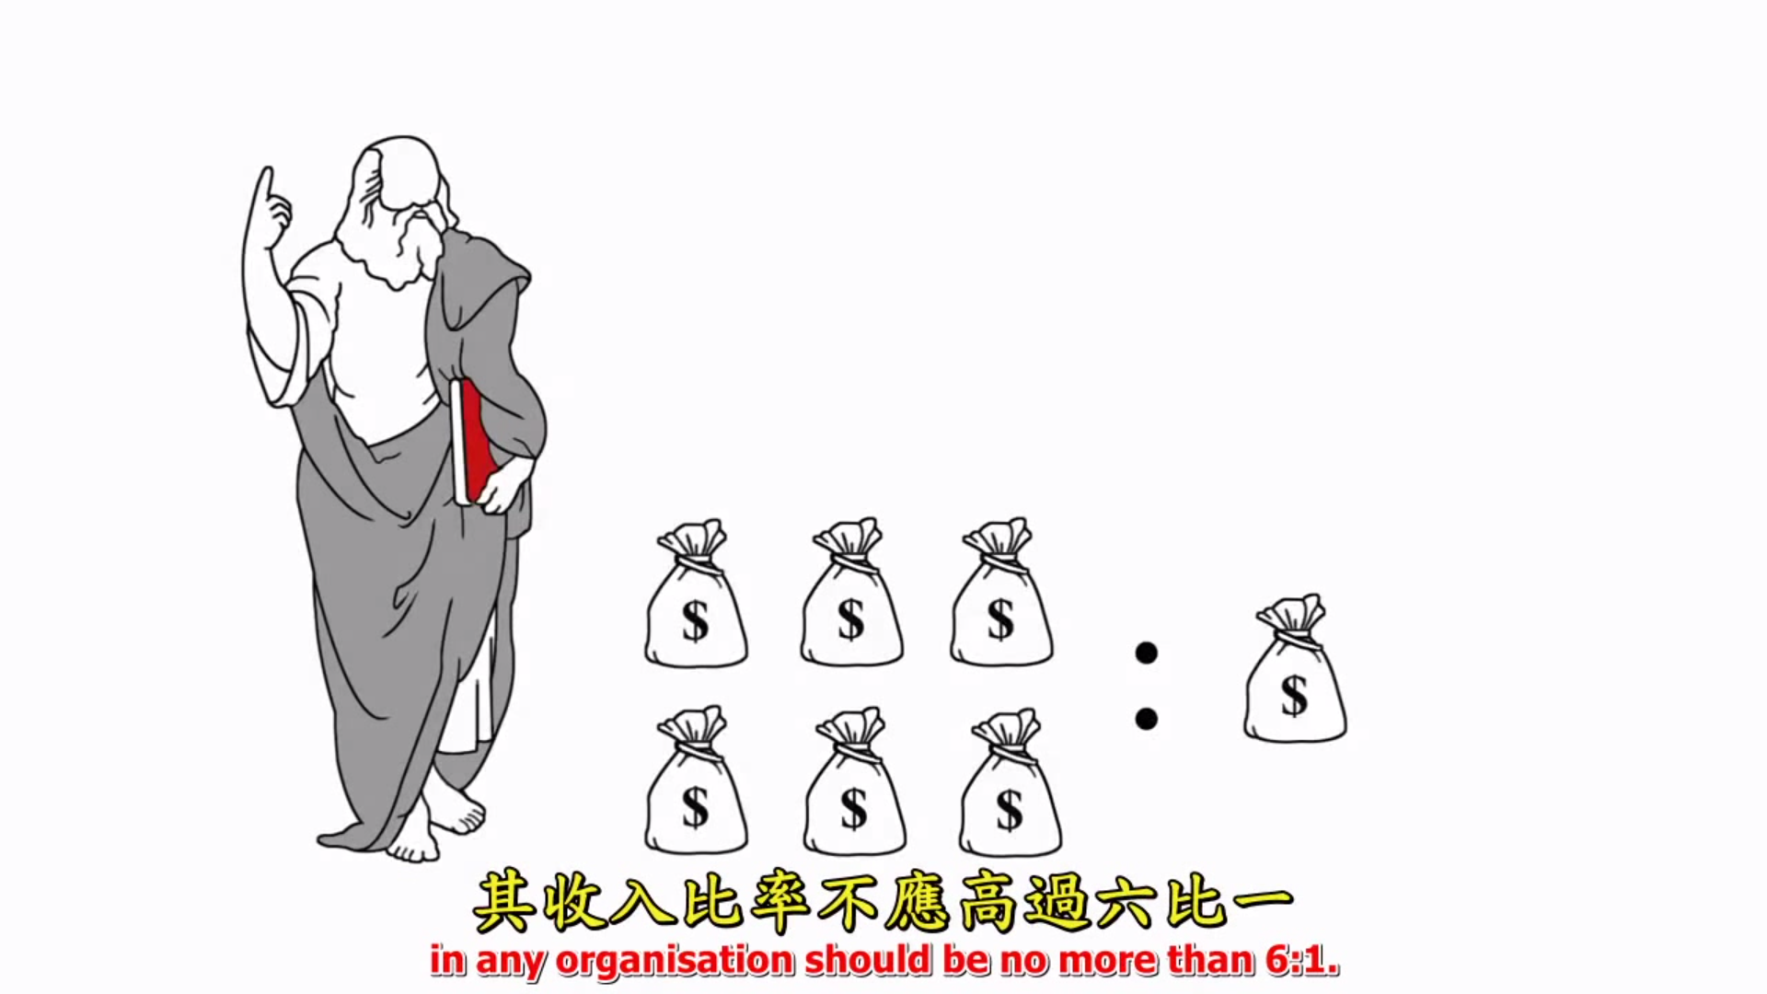 $ $ $
$
$ $ $
其收入比率不應高過六比一
in any organisation should be no more than 6:1.